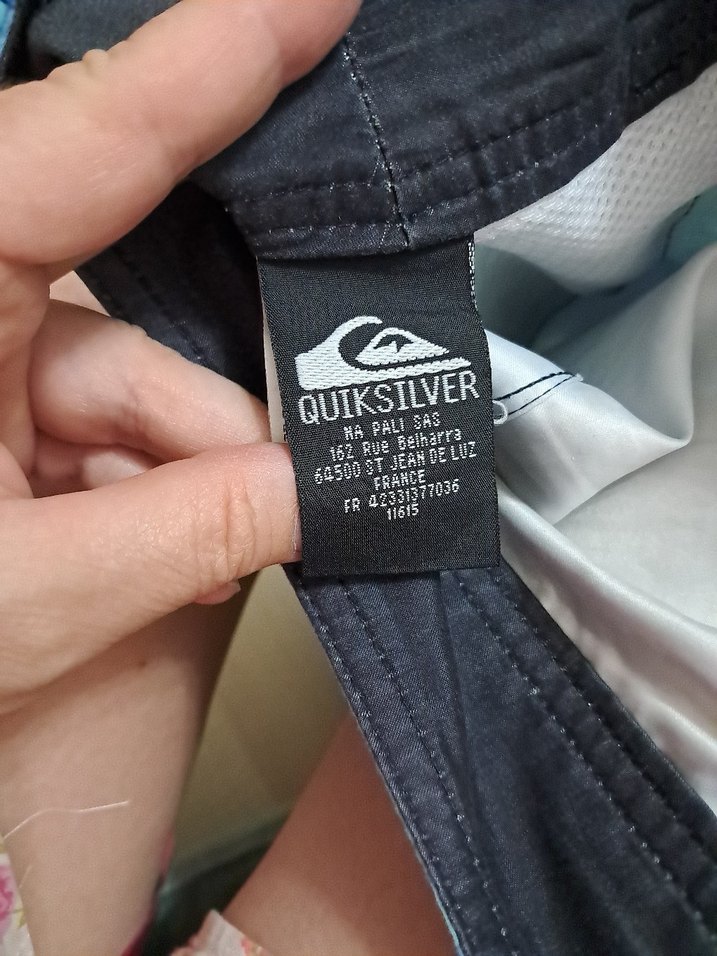 QUIKSILVER
NA PALI SAS
162 Rue Belharra
64500 ST JEAN DE LUZ
FRANCE
FR 42331377036
11615